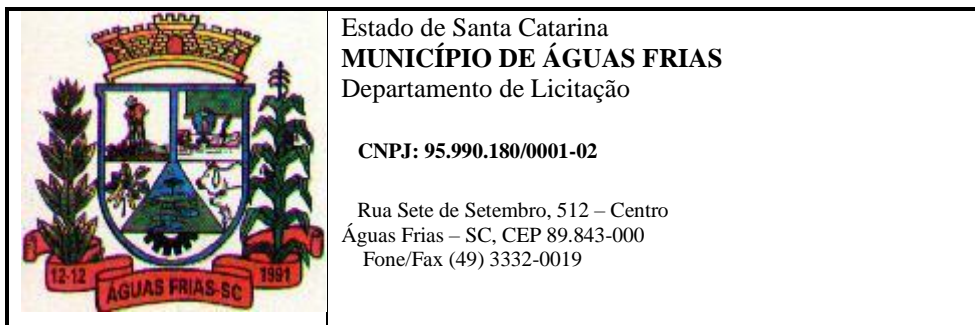 Estado de Santa Catarina
MUNICÍPIO DE ÁGUAS FRIAS
Departamento de Licitação
CNPJ: 95.990.180/0001-02
Rua Sete de Setembro, 512 – Centro
Águas Frias – SC, CEP 89.843-000
Fone/Fax (49) 3332-0019
12-12
ÁGUAS FRIAS-SC
1991